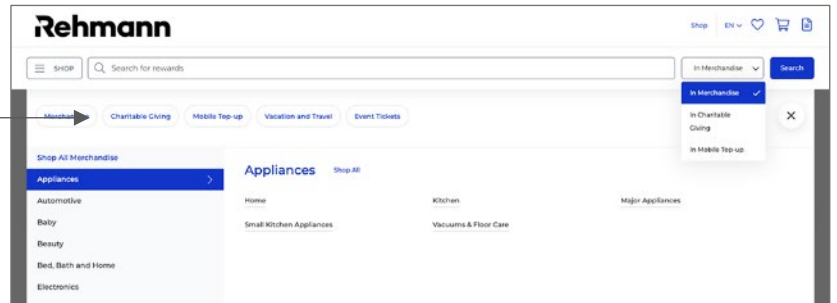 Rehmann
Shop EN
SHOP Search for rewards In Merchandise Search
In Merchandise
In Charitable
Giving
In Mobile Top-up
Charitable Giving Mobile Top-up Vacation and Travel Event Tickets
Shop All Merchandise
Appliances
Automotive
Baby
Beauty
Bed, Bath and Home
Electronics
Appliances Shop All
Home Kitchen Major Appliances
Small Kitchen Appliances Vacuums & Floor Care